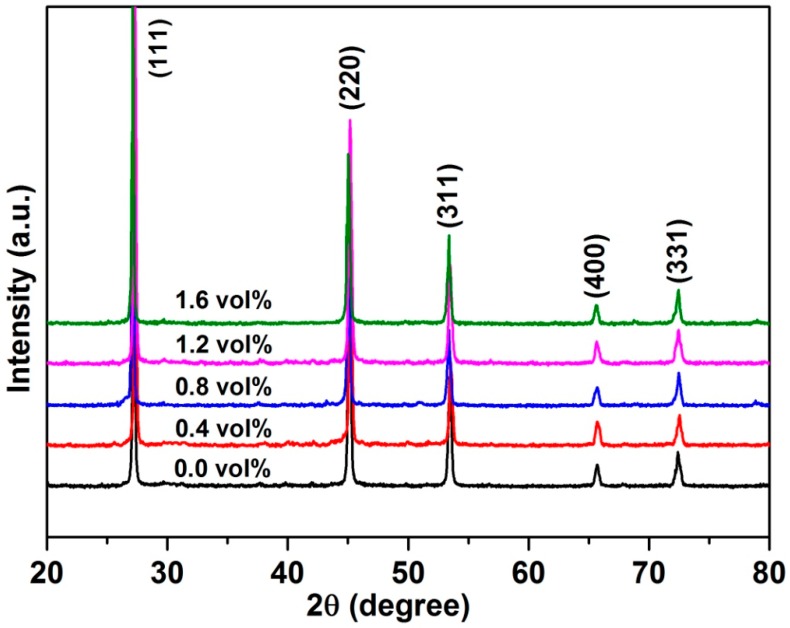 (111)
(220)
(311)
(400)
(331)
1.6 vol%
1.2 vol%
0.8 vol%
0.4 vol%
0.0 vol%
Intensity (a.u.)
20 30 40 50 60 70 80
2θ (degree)